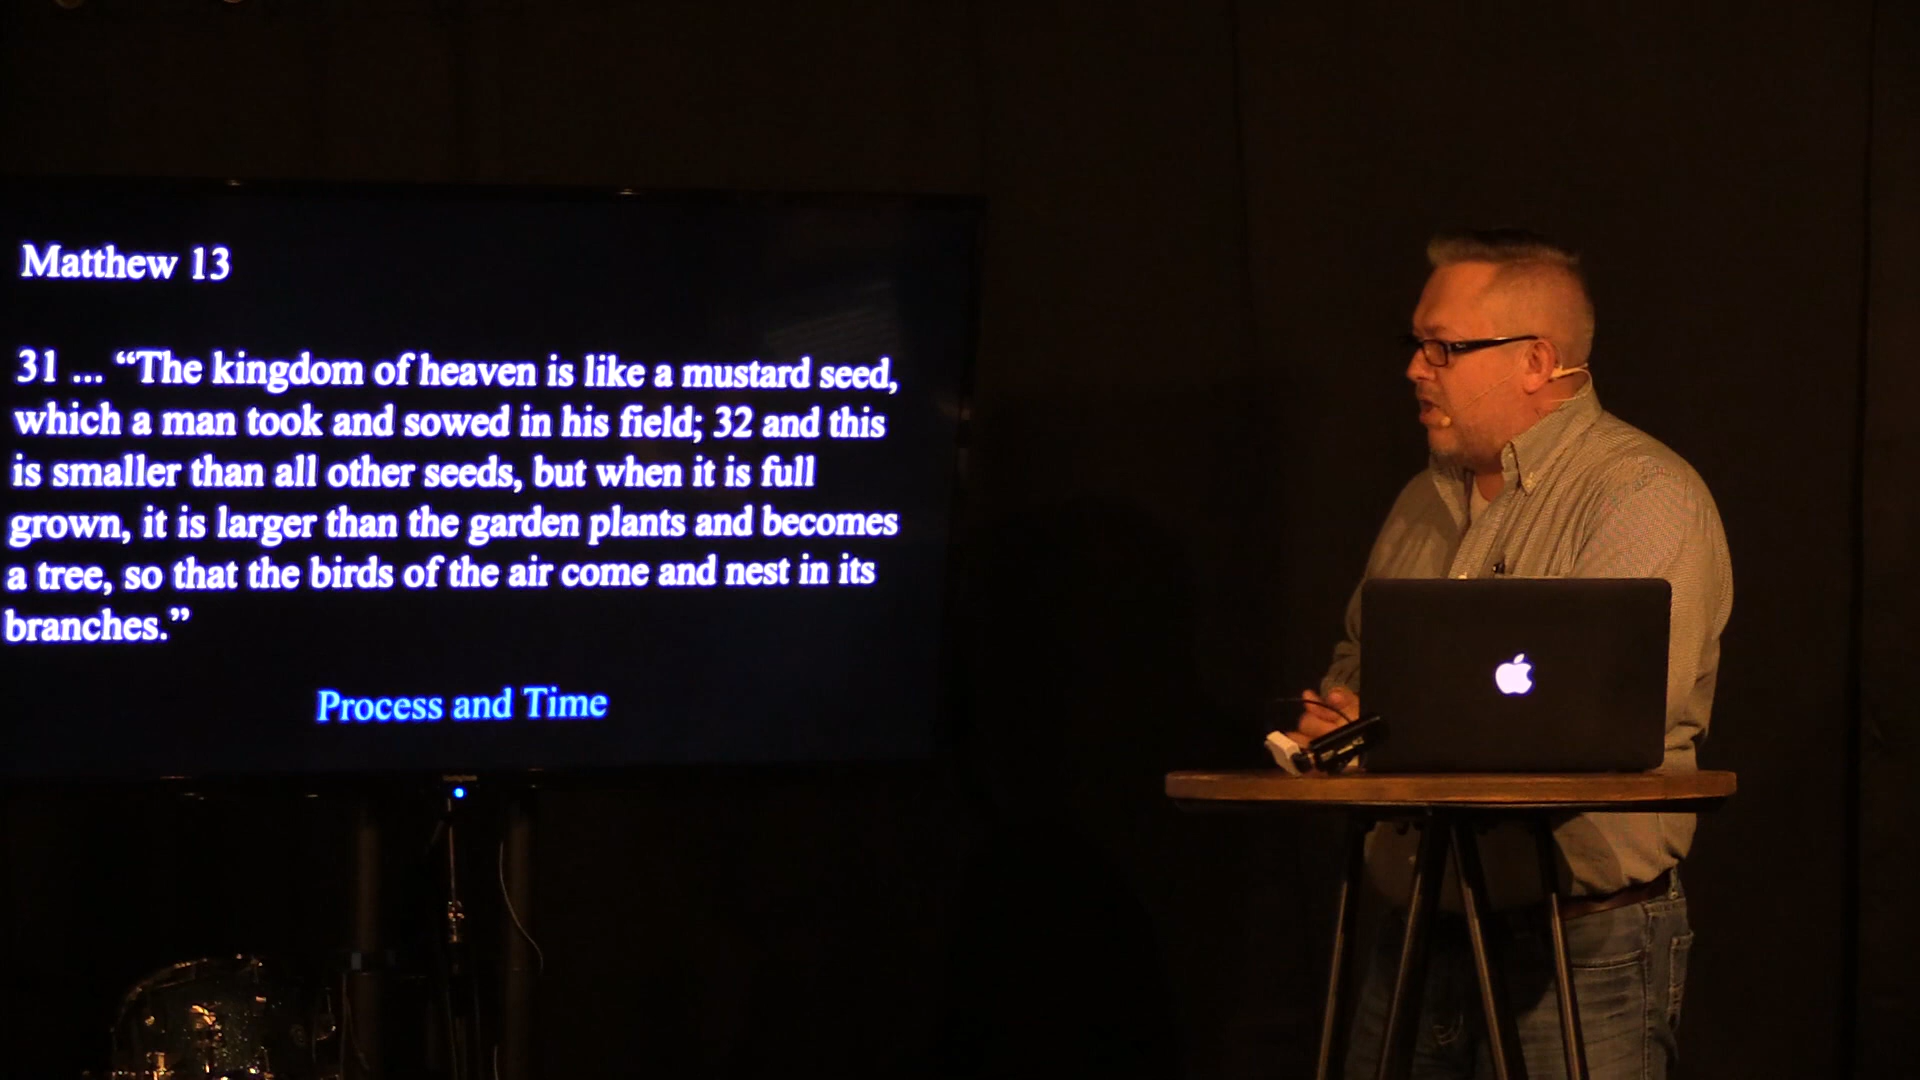 Matthew 13
31 ... “The kingdom of heaven is like a mustard seed,
which a man took and sowed in his field; 32 and this
is smaller than all other seeds, but when it is full
grown, it is larger than the garden plants and becomes
a tree, so that the birds of the air come and nest in its
branches.”
Process and Time